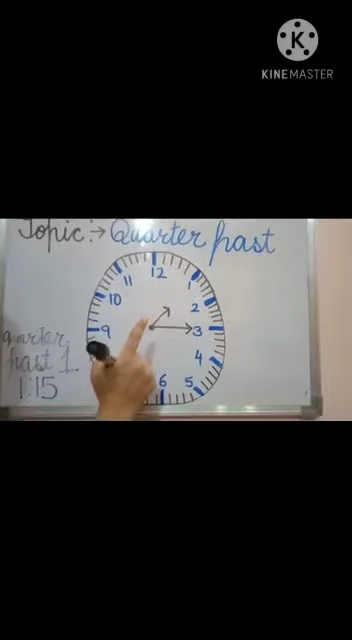 K
KINEMASTER
Topic:→ Quarter past
12
11
1
10
2
9
3
4
6
5
quarter
past 1
1:15